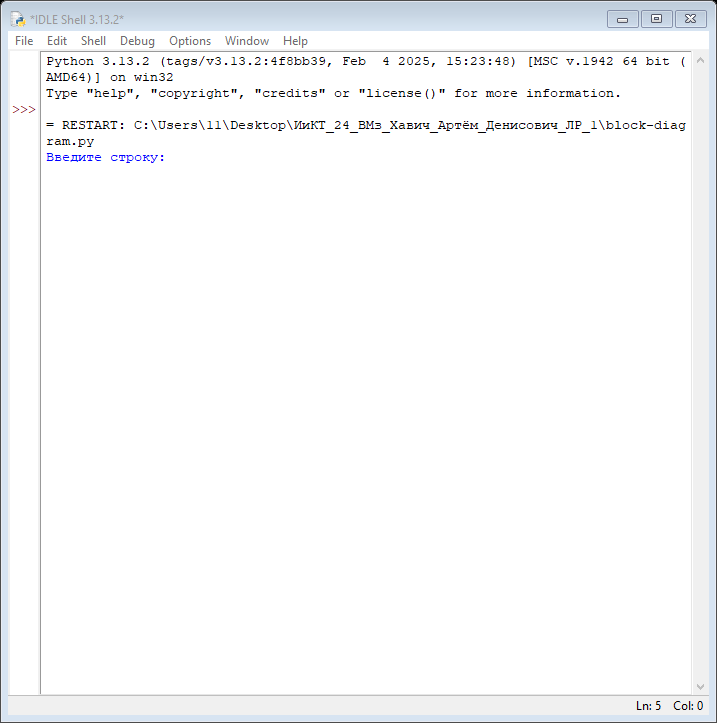 *IDLE Shell 3.13.2*
File Edit Shell Debug Options Window Help
Python 3.13.2 (tags/v3.13.2:4f8bb39, Feb  4 2025, 15:23:48) [MSC v.1942 64 bit (
AMD64)] on win32
Type "help", "copyright", "credits" or "license()" for more information.
>>>
= RESTART: C:\Users\11\Desktop\ИиКТ_24_ВМз_Хавич_Артём_Денисович_ЛР_1\block-diag
ram.py
Введите строку:
Ln: 5 Col: 0